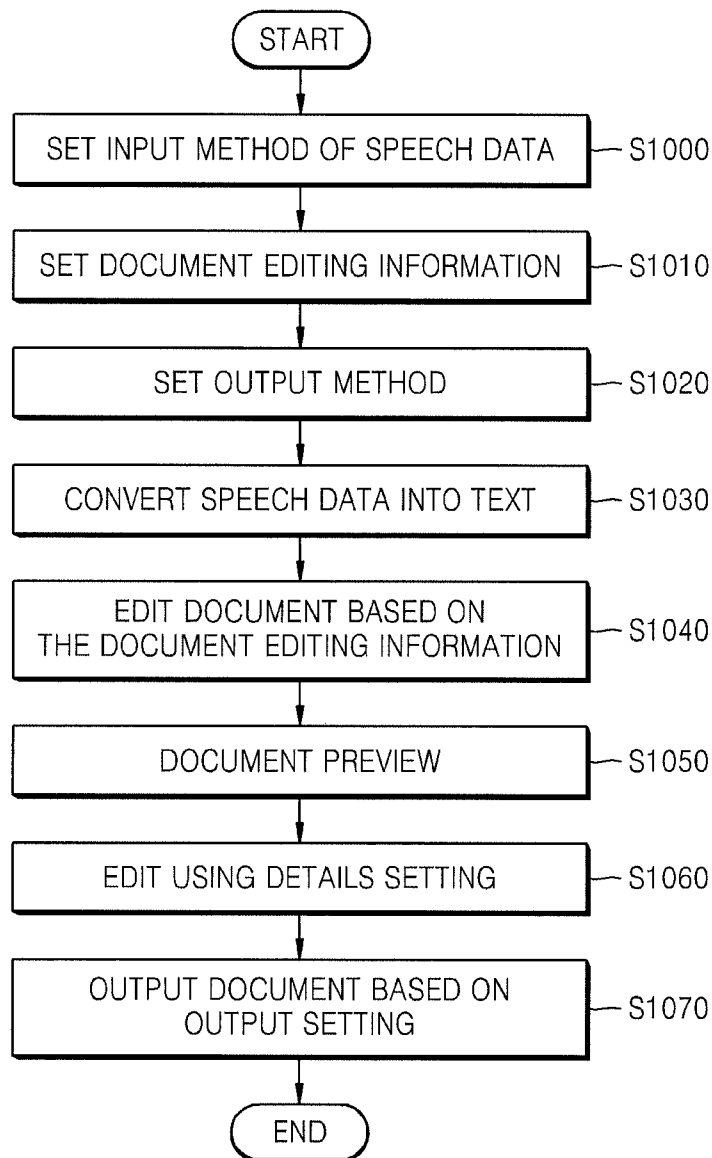 START
SET INPUT METHOD OF SPEECH DATA
S1000
SET DOCUMENT EDITING INFORMATION
S1010
SET OUTPUT METHOD
S1020
CONVERT SPEECH DATA INTO TEXT
S1030
EDIT DOCUMENT BASED ON
THE DOCUMENT EDITING INFORMATION
S1040
DOCUMENT PREVIEW
S1050
EDIT USING DETAILS SETTING
S1060
OUTPUT DOCUMENT BASED ON
OUTPUT SETTING
S1070
END